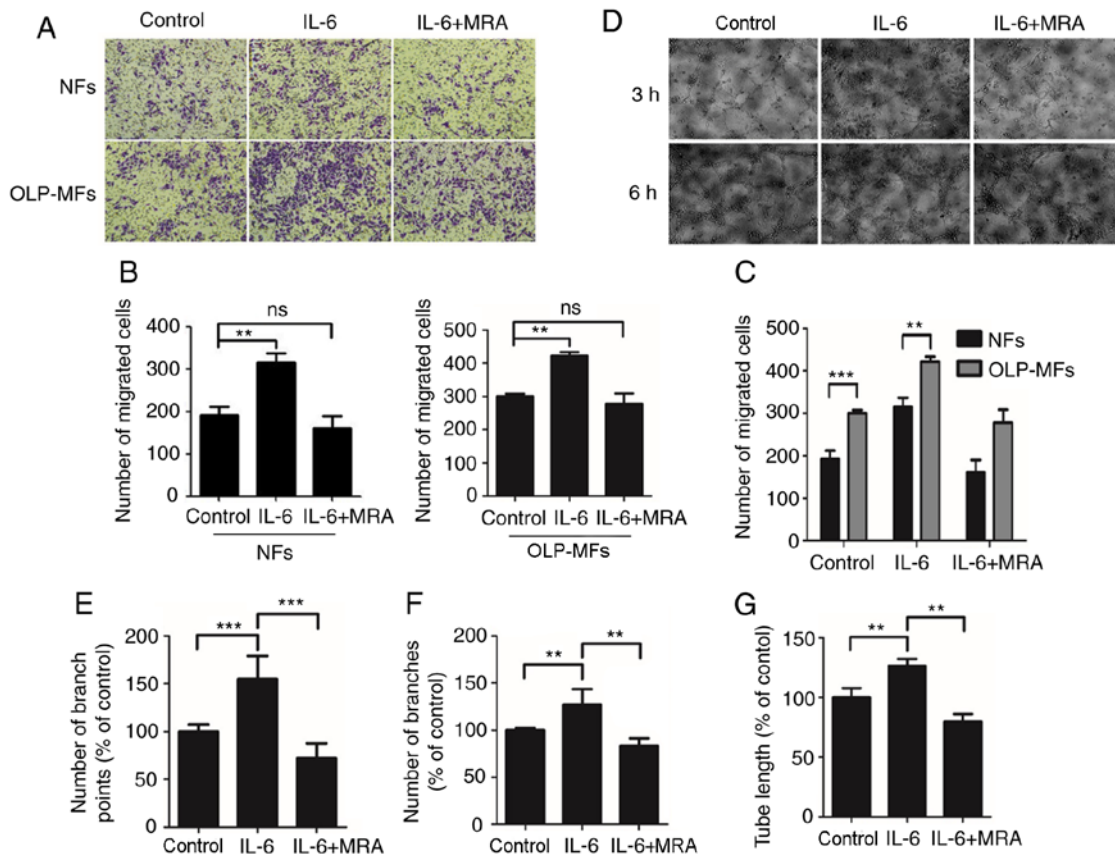 A
Control IL-6 IL-6+MRA
NFs
OLP-MFs
D
Control IL-6 IL-6+MRA
3 h
6 h
B
Number of migrated cells
400
300
200
100
0
**
ns
Control IL-6 IL-6+MRA
NFs
Number of migrated cells
500
400
300
200
100
0
**
ns
Control IL-6 IL-6+MRA
OLP-MFs
C
Number of migrated cells
500
400
300
200
100
0
***
**
NFs
OLP-MFs
Control IL-6 IL-6+MRA
E
Number of branch
points (% of control)
200
150
100
50
0
***
***
Control IL-6 IL-6+MRA
F
Number of branches
(% of control)
200
150
100
50
0
**
**
Control IL-6 IL-6+MRA
G
Tube length (% of contol)
150
100
50
0
**
**
Control IL-6 IL-6+MRA